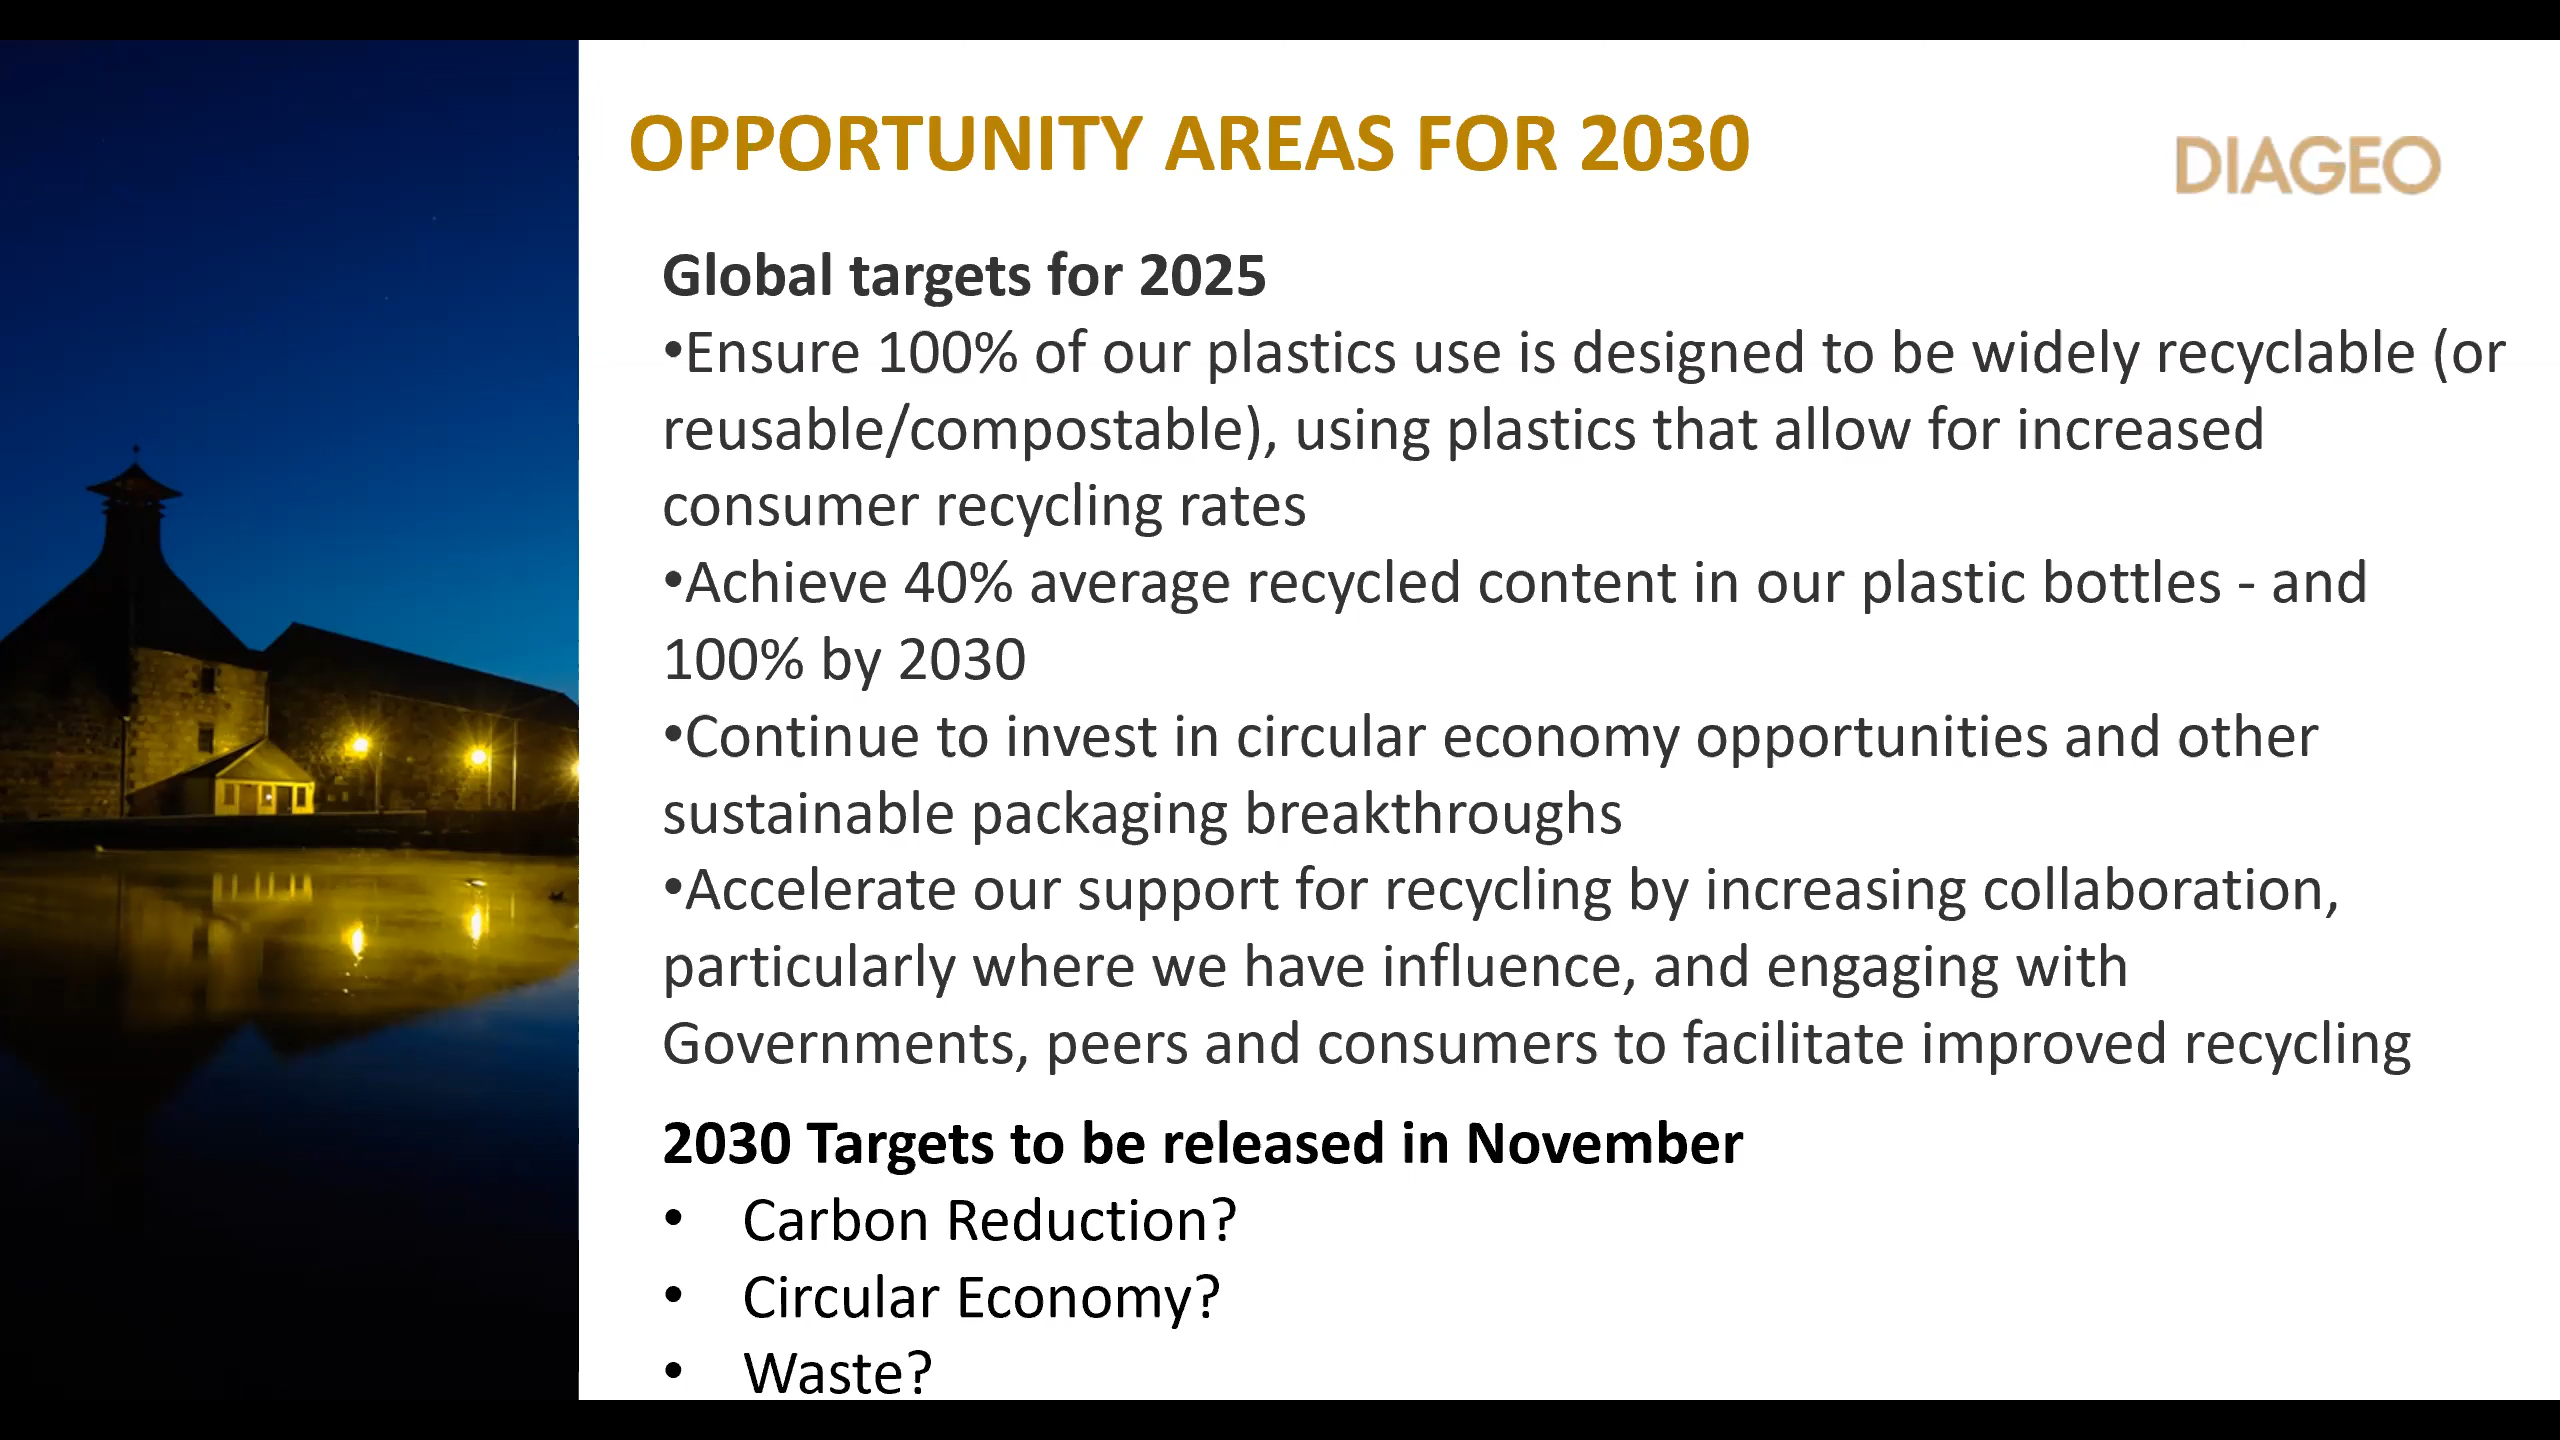 OPPORTUNITY AREAS FOR 2030
DIAGEO
Global targets for 2025
•Ensure 100% of our plastics use is designed to be widely recyclable (or
reusable/compostable), using plastics that allow for increased
consumer recycling rates
•Achieve 40% average recycled content in our plastic bottles - and
100% by 2030
•Continue to invest in circular economy opportunities and other
sustainable packaging breakthroughs
•Accelerate our support for recycling by increasing collaboration,
particularly where we have influence, and engaging with
Governments, peers and consumers to facilitate improved recycling
2030 Targets to be released in November
• Carbon Reduction?
• Circular Economy?
• Waste?